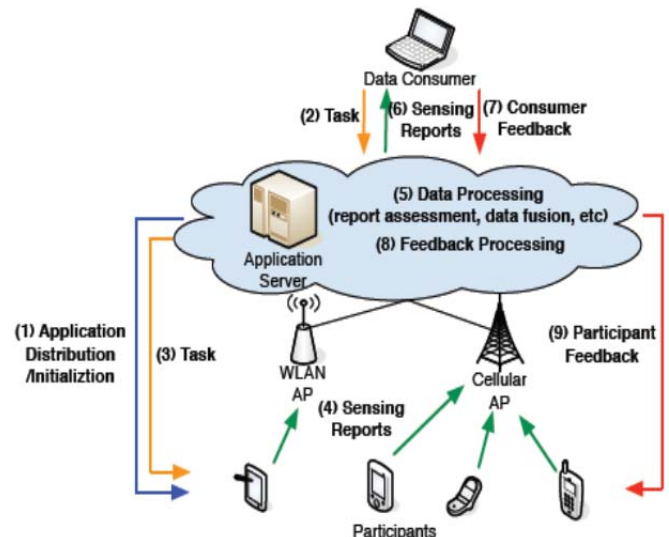 Data Consumer
(2) Task
(6) Sensing
Reports
(7) Consumer
Feedback
(5) Data Processing
(report assessment, data fusion, etc)
(8) Feedback Processing
Application
Server
(1) Application
Distribution
/Initializtion
(3) Task
WLAN
AP
Cellular
AP
(9) Participant
Feedback
(4) Sensing
Reports
Participants